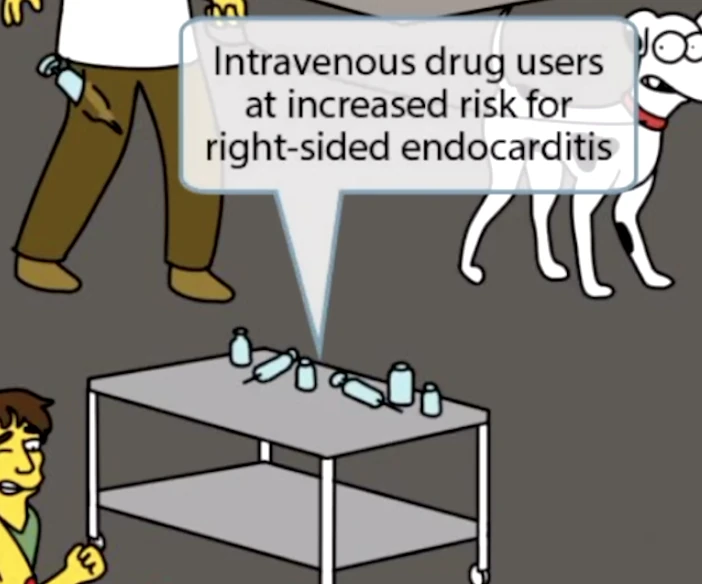 Intravenous drug users
at increased risk for
right-sided endocarditis